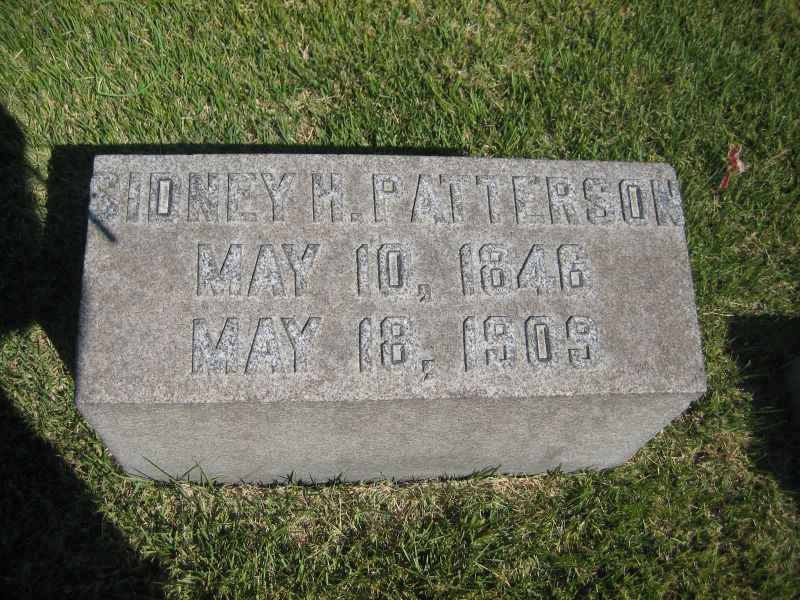 SIDNEY H. PATTERSON
MAY 10, 1846
MAY 18, 1909